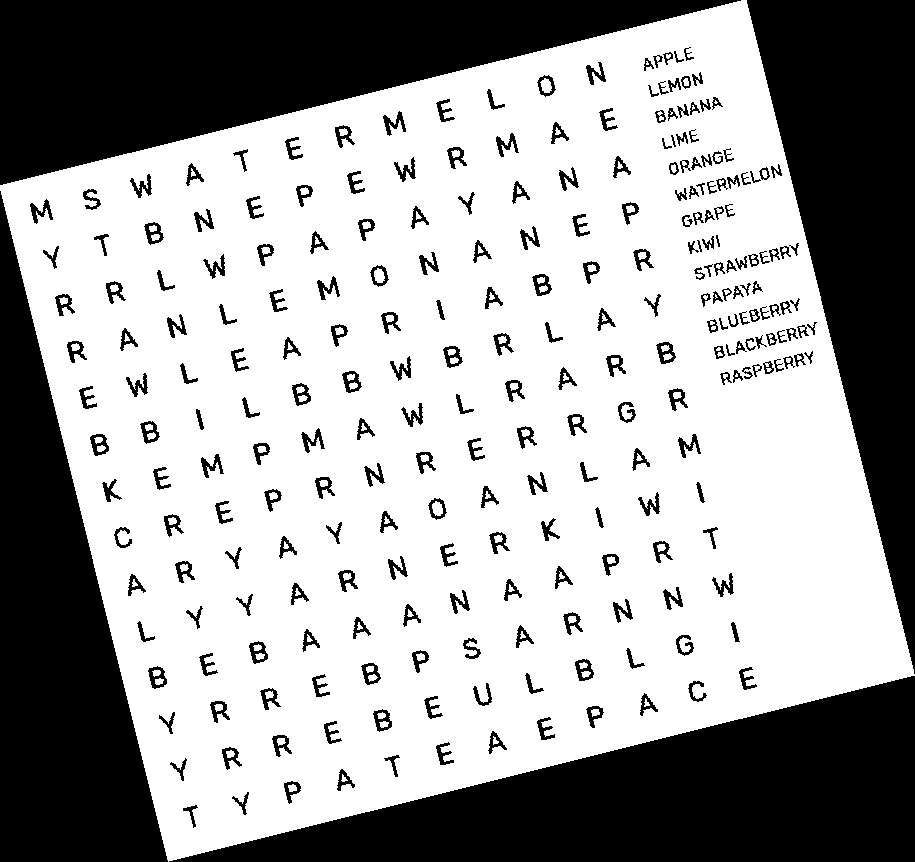 M S W A T E R M E L O N
Y T B N E P E W R M A E
R R L W P A P A Y A N A
R A N L E M O N A N E P
E W L E A P R I A B P R
B B I L B B W B R L A Y
K E M P M A W L R A R B
C R E P R N R E R R G R
A R Y A Y A O A N L A M
L Y Y A R N E R K I W I
B E B A A A N A A P R T
Y R R E B P S A R N N W
Y R R E B E U L B L G I
T Y P A T E A E P A C E
APPLE
LEMON
BANANA
LIME
ORANGE
WATERMELON
GRAPE
KIWI
STRAWBERRY
PAPAYA
BLUEBERRY
BLACKBERRY
RASPBERRY